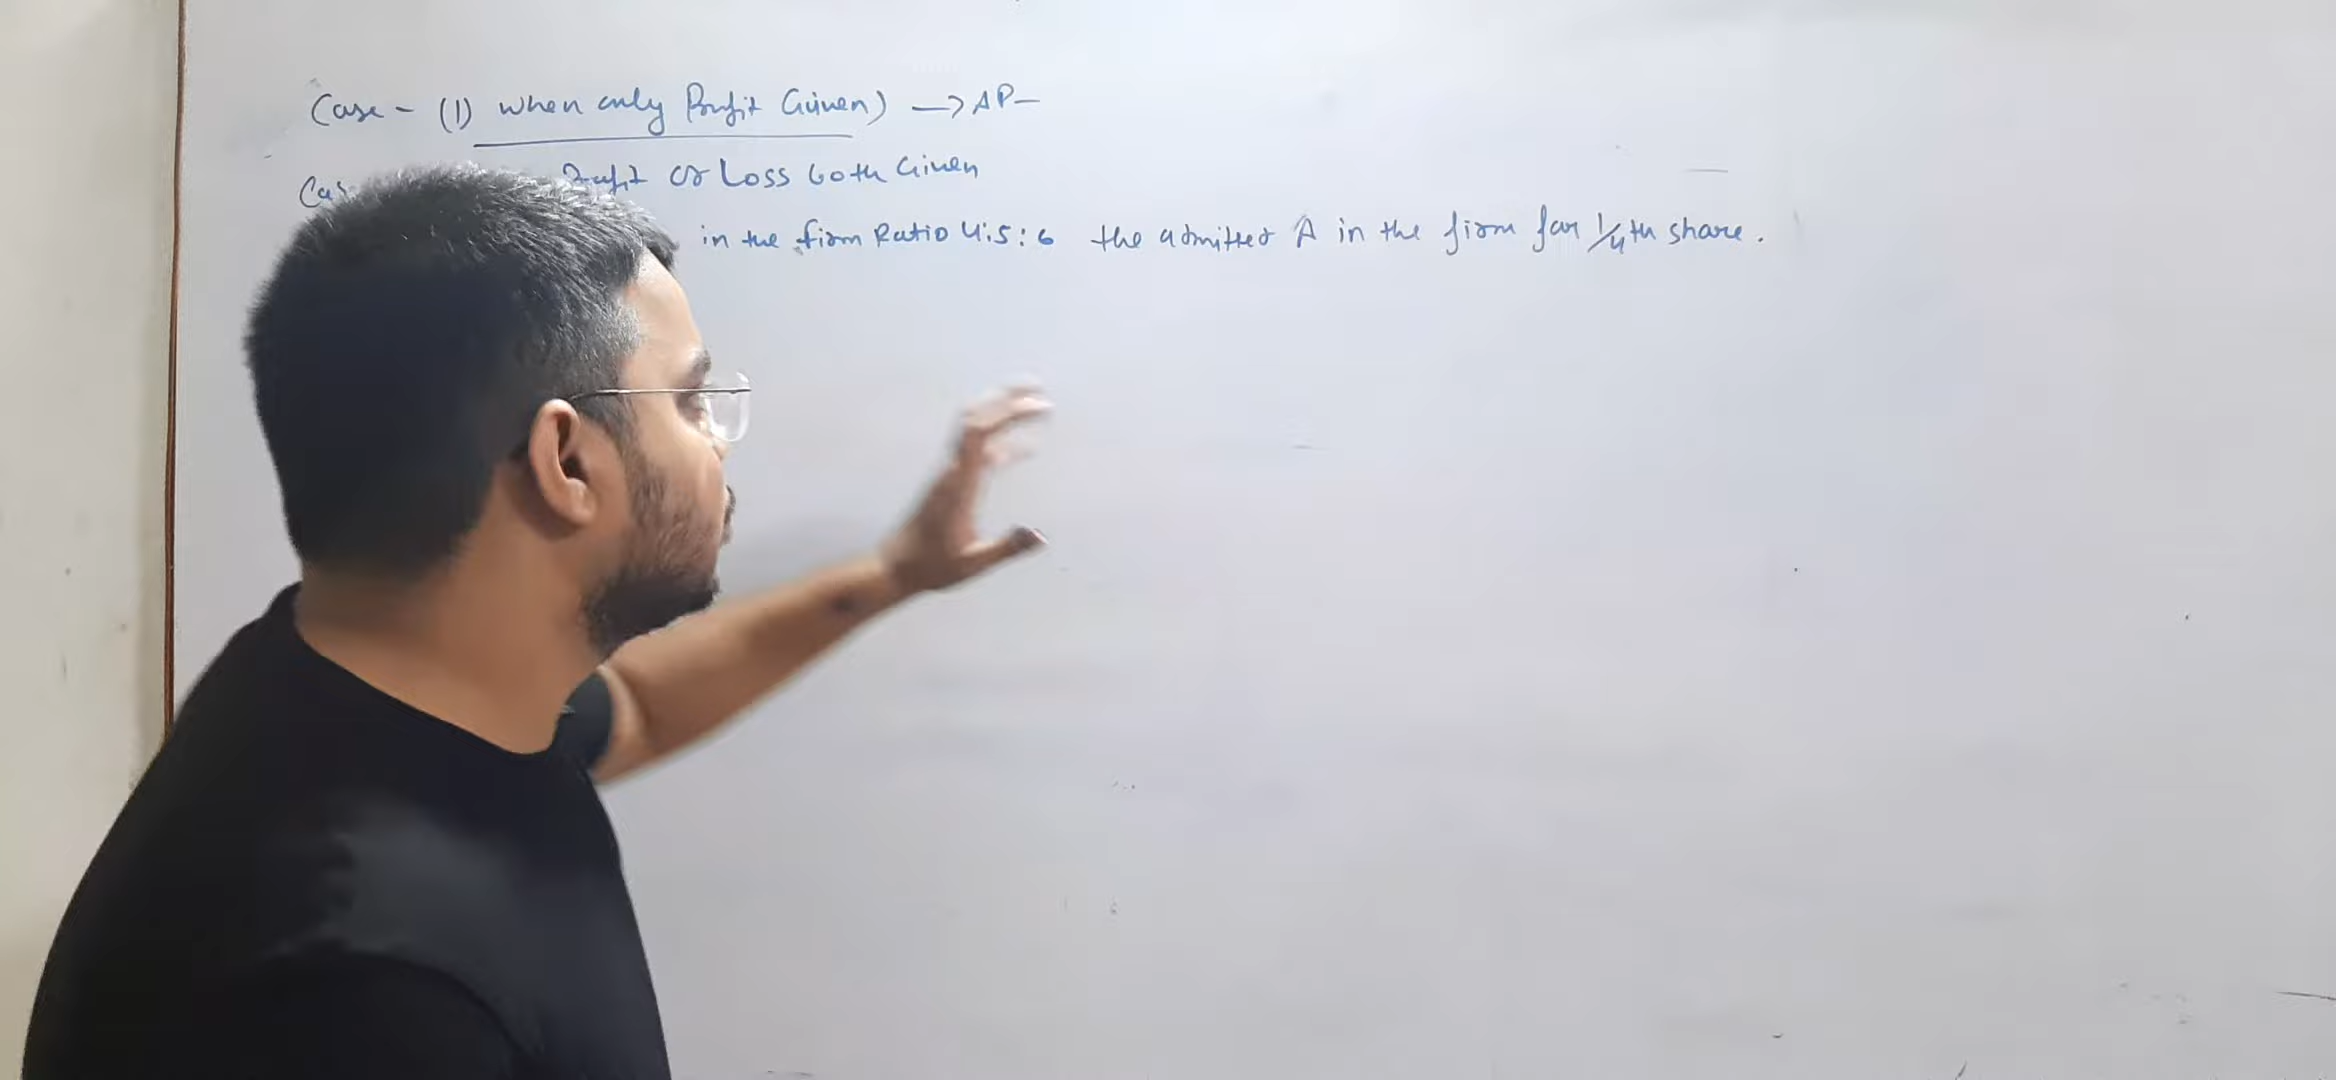 Case - (1) when only Profit Given) → AP-
Profit or Loss both Given
in the firm Ratio 4:5:6 the admitted A in the firm for 1/4th share.